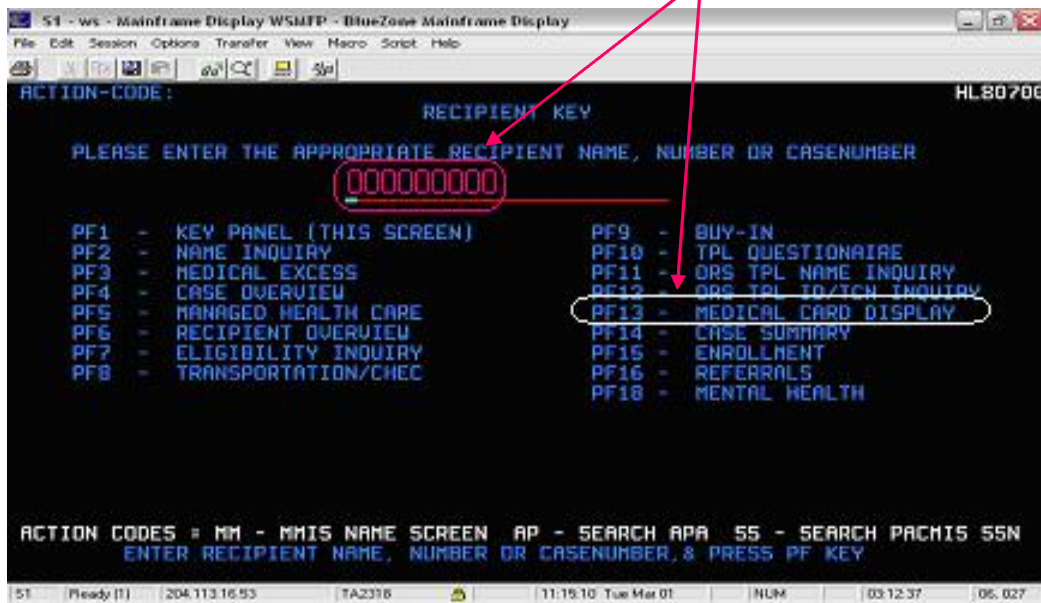 S1 - ws - Mainframe Display WSMTP - BlueZone Mainframe Display
File Edit Session Options Transfer View Macro Script Help
ACTION-CODE: HL8070G
RECIPIENT KEY
PLEASE ENTER THE APPROPRIATE RECIPIENT NAME, NUMBER OR CASENUMBER
000000000
PF1 - KEY PANEL (THIS SCREEN) PF9 - BUY-IN
PF2 - NAME INQUIRY PF10 - TPL QUESTIONAIRE
PF3 - MEDICAL EXCESS PF11 - ORS TPL NAME INQUIRY
PF4 - CASE OVERVIEW PF12 - ORS TPL ID/TCN INQUIRY
PF5 - MANAGED HEALTH CARE PF13 - MEDICAL CARD DISPLAY
PF6 - RECIPIENT OVERVIEW PF14 - CASE SUMMARY
PF7 - ELIGIBILITY INQUIRY PF15 - ENROLLMENT
PF8 - TRANSPORTATION/CHEC PF16 - REFERRALS
PF18 - MENTAL HEALTH
ACTION CODES : MM - MMIS NAME SCREEN AP - SEARCH APA SS - SEARCH PACMIS SSN
ENTER RECIPIENT NAME, NUMBER OR CASENUMBER,& PRESS PF KEY
S1 Ready (1) 204.113.16.53 TA2318 11:19:10 Tue Mar 01 NUM 03:12:37 06, 027